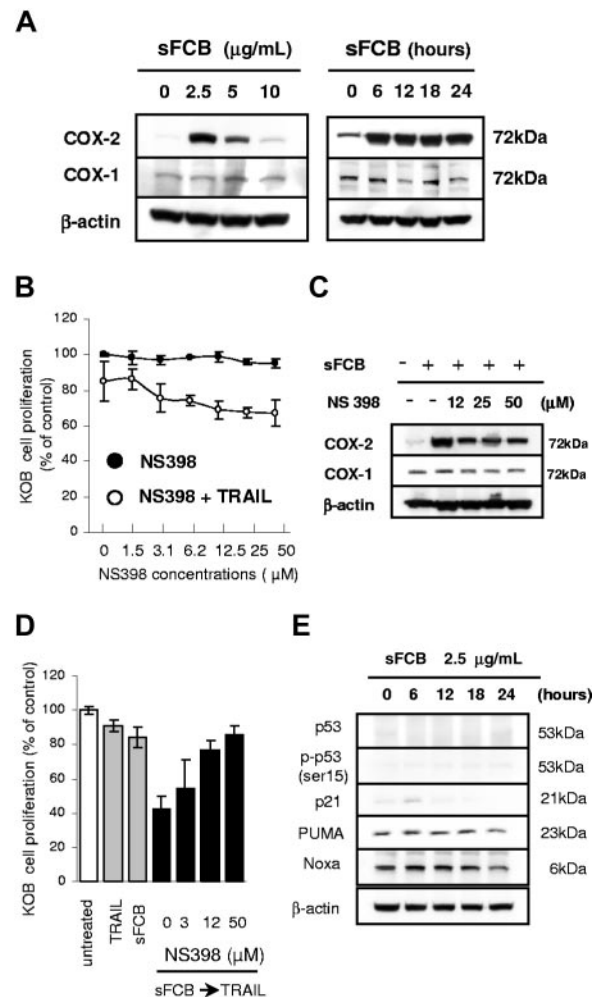 A
sFCB (μg/mL)
0 2.5 5 10
sFCB (hours)
0 6 12 18 24
COX-2
72kDa
COX-1
72kDa
β-actin
B
120
100
80
60
40
20
0
KOB cell proliferation
(% of control)
NS398
NS398 + TRAIL
0 1.5 3.1 6.2 12.5 25 50
NS398 concentrations ( μM)
C
sFCB - + + + +
NS 398 - - 12 25 50 (μM)
COX-2 72kDa
COX-1 72kDa
β-actin
D
120
100
80
60
40
20
0
KOB cell proliferation (% of control)
untreated
TRAIL
sFCB
0 3 12 50
NS398 (μM)
sFCB → TRAIL
E
sFCB 2.5 μg/mL
0 6 12 18 24 (hours)
p53 53kDa
p-p53
(ser15)
53kDa
p21 21kDa
PUMA 23kDa
Noxa 6kDa
β-actin